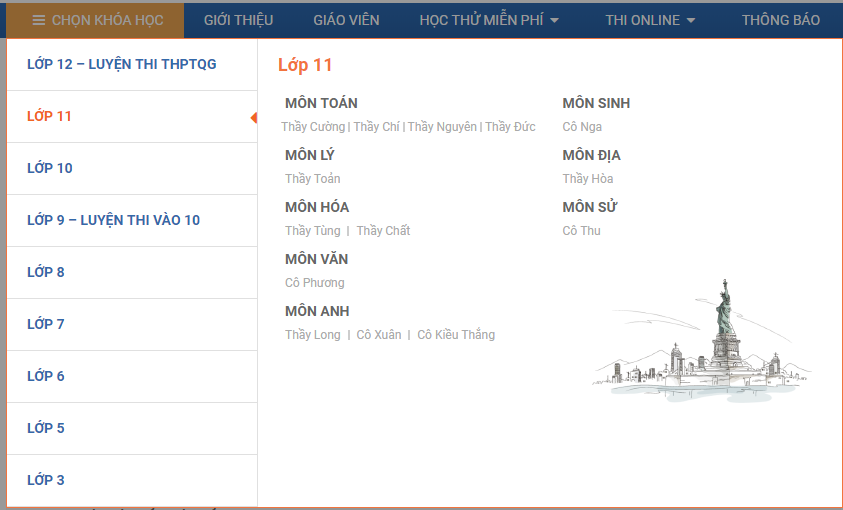 CHỌN KHÓA HỌC GIỚI THIỆU GIÁO VIÊN HỌC THỬ MIỄN PHÍ THI ONLINE THÔNG BÁO
LỚP 12 – LUYỆN THI THPTQG
LỚP 11
LỚP 10
LỚP 9 – LUYỆN THI VÀO 10
LỚP 8
LỚP 7
LỚP 6
LỚP 5
LỚP 3
Lớp 11
MÔN TOÁN
Thầy Cường | Thầy Chí | Thầy Nguyên | Thầy Đức
MÔN LÝ
Thầy Toản
MÔN HÓA
Thầy Tùng | Thầy Chất
MÔN VĂN
Cô Phương
MÔN ANH
Thầy Long | Cô Xuân | Cô Kiều Thắng
MÔN SINH
Cô Nga
MÔN ĐỊA
Thầy Hòa
MÔN SỬ
Cô Thu